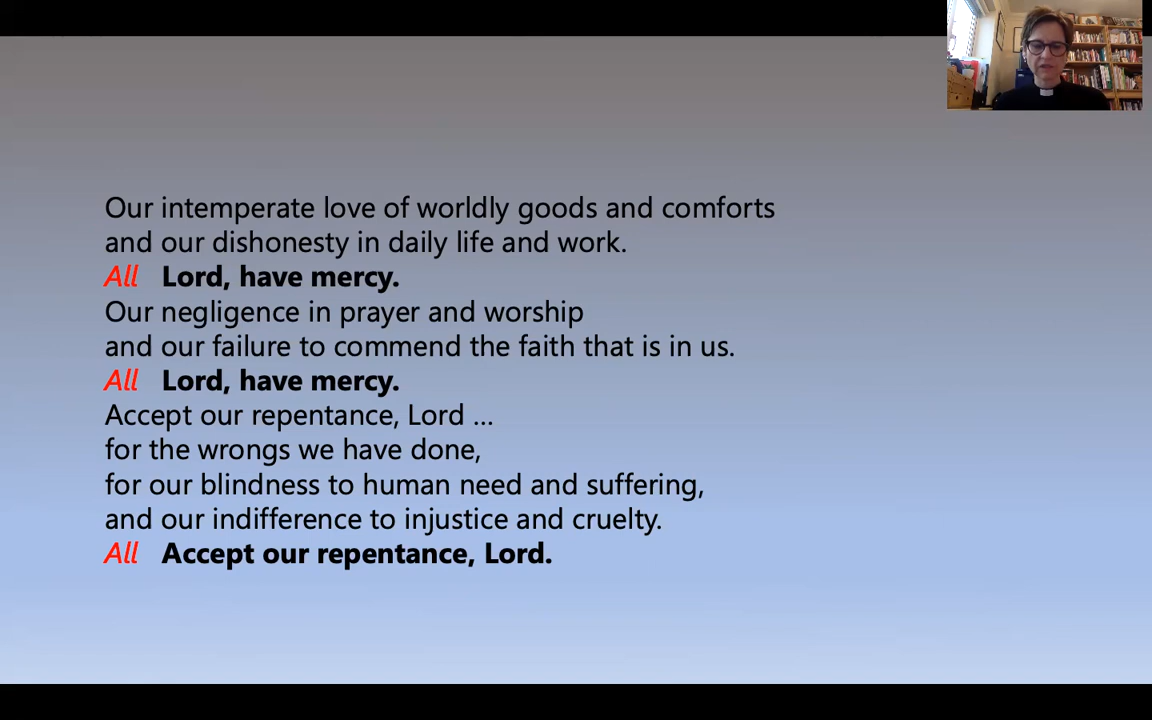 Our intemperate love of worldly goods and comforts
and our dishonesty in daily life and work.
All Lord, have mercy.
Our negligence in prayer and worship
and our failure to commend the faith that is in us.
All Lord, have mercy.
Accept our repentance, Lord ...
for the wrongs we have done,
for our blindness to human need and suffering,
and our indifference to injustice and cruelty.
All Accept our repentance, Lord.